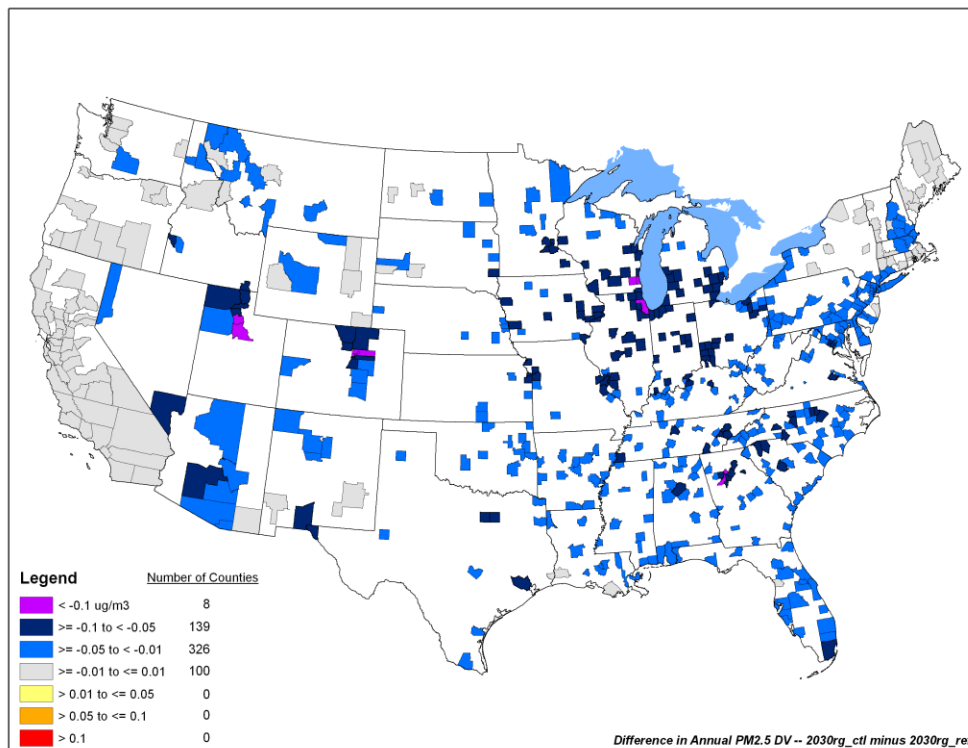 Legend Number of Counties
< -0.1 ug/m3 8
>= -0.1 to < -0.05 139
>= -0.05 to < -0.01 326
>= -0.01 to <= 0.01 100
> 0.01 to <= 0.05 0
> 0.05 to <= 0.1 0
> 0.1 0
Difference in Annual PM2.5 DV -- 2030rg_ctl minus 2030rg_re